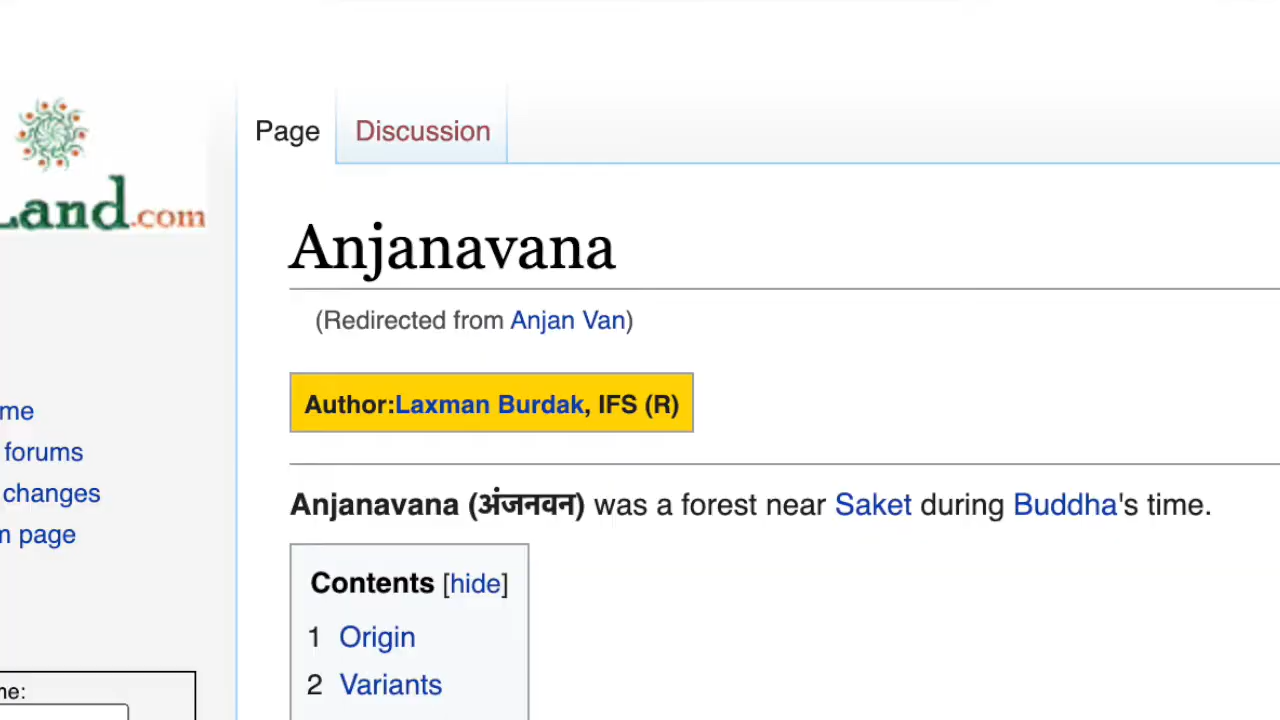 Land.com
Page
Discussion
Anjanavana
(Redirected from Anjan Van)
Author:Laxman Burdak, IFS (R)
me
forums
changes
page
Anjanavana (अंजनवन) was a forest near Saket during Buddha's time.
Contents [hide]
1 Origin
2 Variants